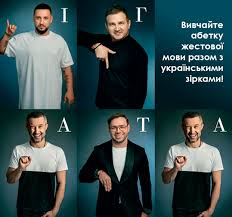 І Г
Вивчайте
абетку
жестової
мови разом з
українськими
зірками!
А Т А